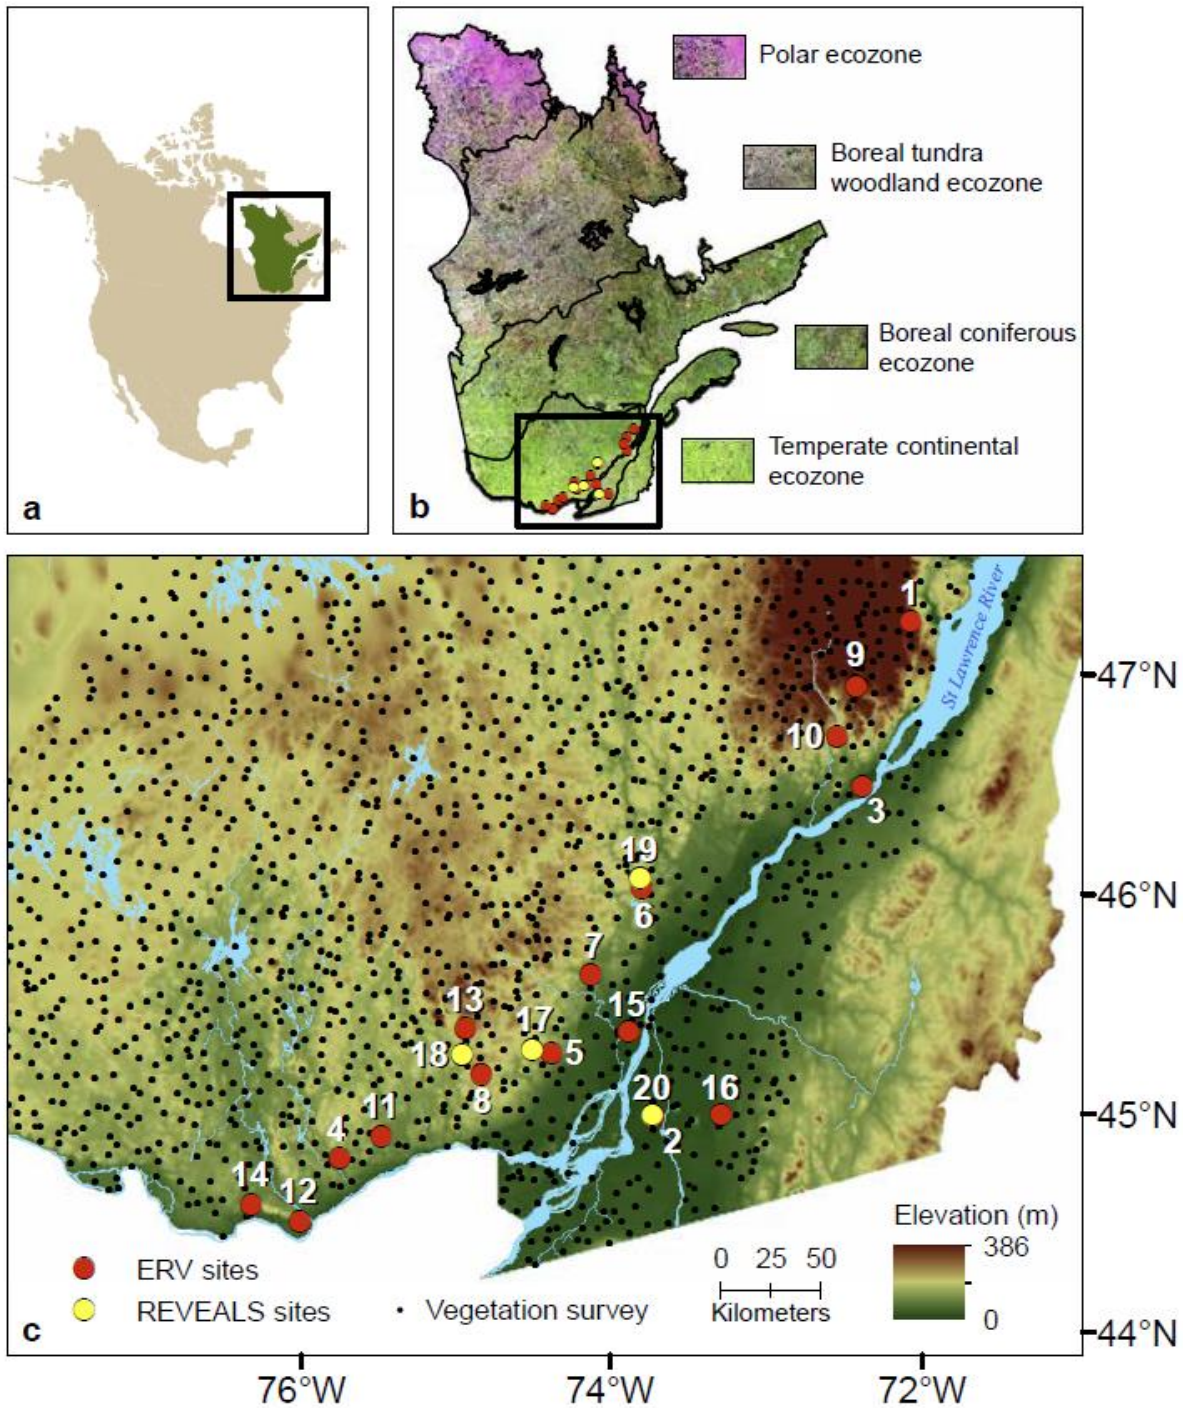 Polar ecozone
Boreal tundra
woodland ecozone
Boreal coniferous
ecozone
Temperate continental
ecozone
a
b
1
St Lawrence River
9
47°N
10
3
19
46°N
6
7
13
15
17
18
5
8
20
16
45°N
11
2
4
14
12
Elevation (m)
386
0
0 25 50
Kilometers
ERV sites
REVEALS sites
Vegetation survey
c
44°N
76°W
74°W
72°W